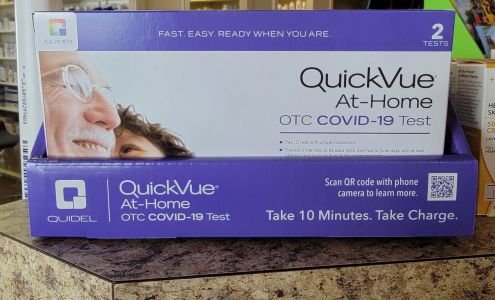 QUIDEL
FAST. EASY. READY WHEN YOU ARE.
2
TESTS
QuickVue®
At-Home
OTC COVID-19 Test
QUIDEL
QuickVue®
At-Home
OTC COVID-19 Test
Scan QR code with phone
camera to learn more.
Take 10 Minutes. Take Charge.